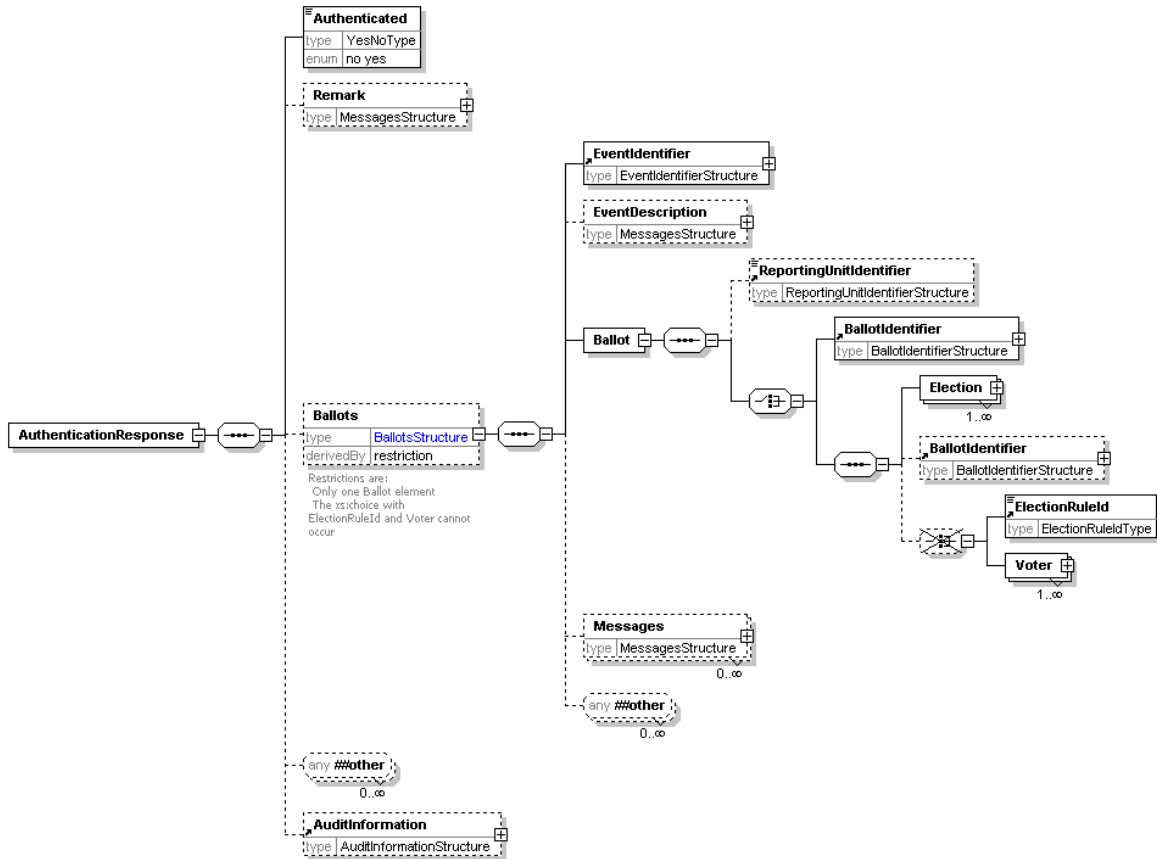 Authenticated
type YesNoType
enum no yes
Remark
type MessagesStructure
EventIdentifier
type EventIdentifierStructure
EventDescription
type MessagesStructure
ReportingUnitIdentifier
type ReportingUnitIdentifierStructure
Ballot
BallotIdentifier
type BallotIdentifierStructure
Election
1..∞
AuthenticationResponse
Ballots
type BallotsStructure
derivedBy restriction
Restrictions are:
Only one Ballot element
The xs:choice with
ElectionRuleId and Voter cannot
occur
BallotIdentifier
type BallotIdentifierStructure
ElectionRuleId
type ElectionRuleIdType
Voter
1..∞
Messages
type MessagesStructure
0..∞
any ##other
0..∞
any ##other
0..∞
AuditInformation
type AuditInformationStructure